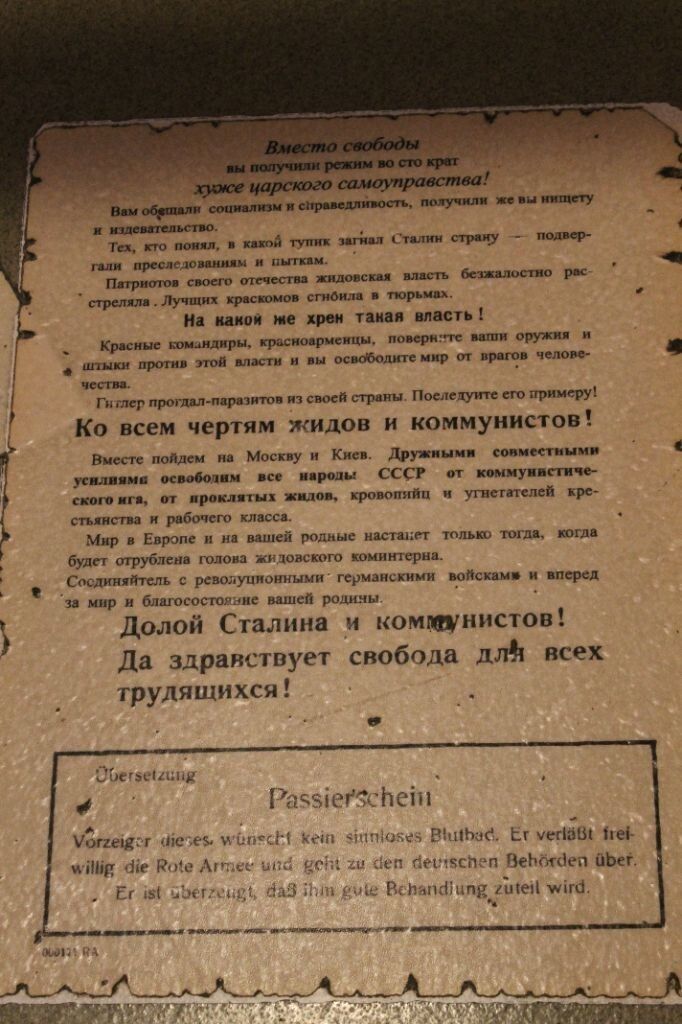 Вместо свободы
вы получили режим во сто крат
хуже царского самоуправства!
Вам обещали социализм и справедливость, получили же вы нищету
и издевательство.
Тех, кто понял, в какой тупик загнал Сталин страну — подвер-
гали преследованиям и пыткам.
Патриотов своего отечества жидовская власть безжалостно рас-
стреляла. Лучщих краскомов сгибила в тюрьмах.
На какой же хрен такая власть!
Красные командиры, красноарменцы, поверните ваши оружия и
штыки против этой власти и вы освободите мир от врагов челове-
чества.
Гитлер прогдал-паразитов из своей страны. Поеледуите его примеру!
Ко всем чертям жидов и коммунистов!
Вместе пойдем на Москву и Киев. Дружными совместными
усилиями освободим все народы СССР от коммунистиче-
ского ига, от проклятых жидов, кровопийц и угнетателей кре-
стьянства и рабочего класса.
Мир в Европе и на вашей родные настанет только тогда, когда
будет отрублена голова жидовского коминтерна.
Соединяйтель с революционными германскими войсками и вперед
за мир и благосостояние вашей родины.
Долой Сталина и коммунистов!
Да здравствует свобода для всех
трудящихся!
Übersetzung
Passierschein
Vorzeiger dieses wünscht kein sinnloses Blutbad. Er verläßt frei-
willig die Rote Armee und geht zu den deutschen Behörden über.
Er ist überzeugt, daß ihm gute Behandlung zuteil wird.
RA